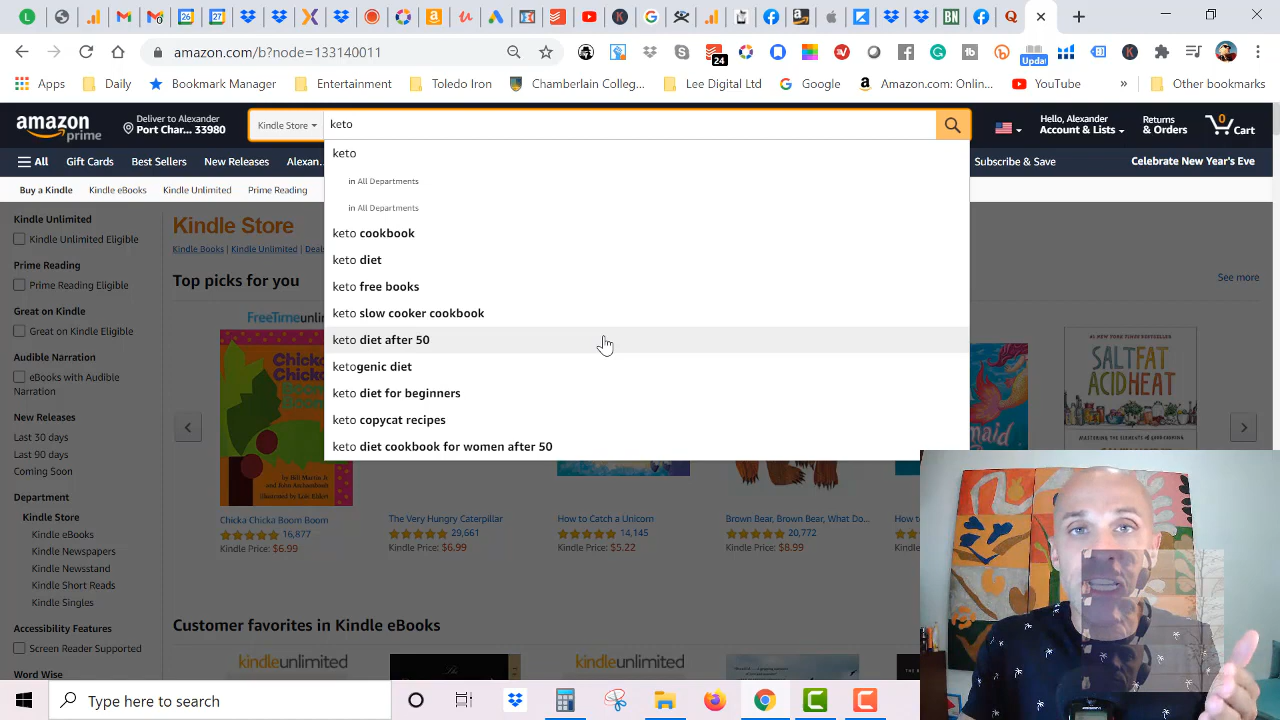 24
Updat
amazon.com/b?node=133140011
Apps
Daily
Bookmark Manager
Entertainment
Toledo Iron
Chamberlain Colleg...
Lee Digital
Google
Amazon.com: Onlin...
YouTube
»
Other bookmarks
amazon prime
Deliver to Alexander
Port Char... 33980
Kindle Store
keto
Hello, Alexander
Account & Lists
Returns
& Orders
0
Cart
All
Gift Cards
Best Sellers
New Releases
Alexan.
Subscribe & Save
Celebrate New Year's Eve
Buy a Kindle
Kindle eBooks
Kindle Unlimited
Prime Reading
keto
in All Departments
in All Departments
keto cookbook
keto diet
keto free books
keto slow cooker cookbook
keto diet after 50
ketogenic diet
keto diet for beginners
keto copycat recipes
keto diet cookbook for women after 50
Kindle Unlimited
Kindle Unlimited Eligible
Prime Reading
Prime Reading Eligible
Great on Kindle
Great on Kindle Eligible
Audible Narration
Kindle eBooks with Audible
Narration
New Releases
Last 30 days
Last 90 days
Coming Soon
Department
Kindle Store
Kindle eBooks
Kindle Newspapers
Kindle Newsstand
Kindle Singles
Accessibility Features
Screen Reader Supported
Word Wise
Kindle Store
Kindle Books | Kindle Unlimited | Deals
Top picks for you
See more
FreeTime unli
Chicka Chicka Boom Boom
16,877
Kindle Price: $6.99
The Very Hungry Caterpillar
29,661
Kindle Price: $6.99
How to Catch a Unicorn
14,145
Kindle Price: $5.22
Brown Bear, Brown Bear, What Do...
20,772
Kindle Price: $8.99
How to
Kindle
SALT FAT
ACID HEAT
Customer favorites in Kindle eBooks
kindleunlimited
kindleunlimited
Type here to search